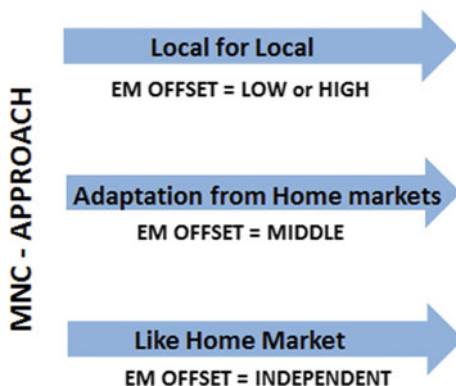 MNC - APPROACH
Local for Local
EM OFFSET = LOW or HIGH
Adaptation from Home markets
EM OFFSET = MIDDLE
Like Home Market
EM OFFSET = INDEPENDENT